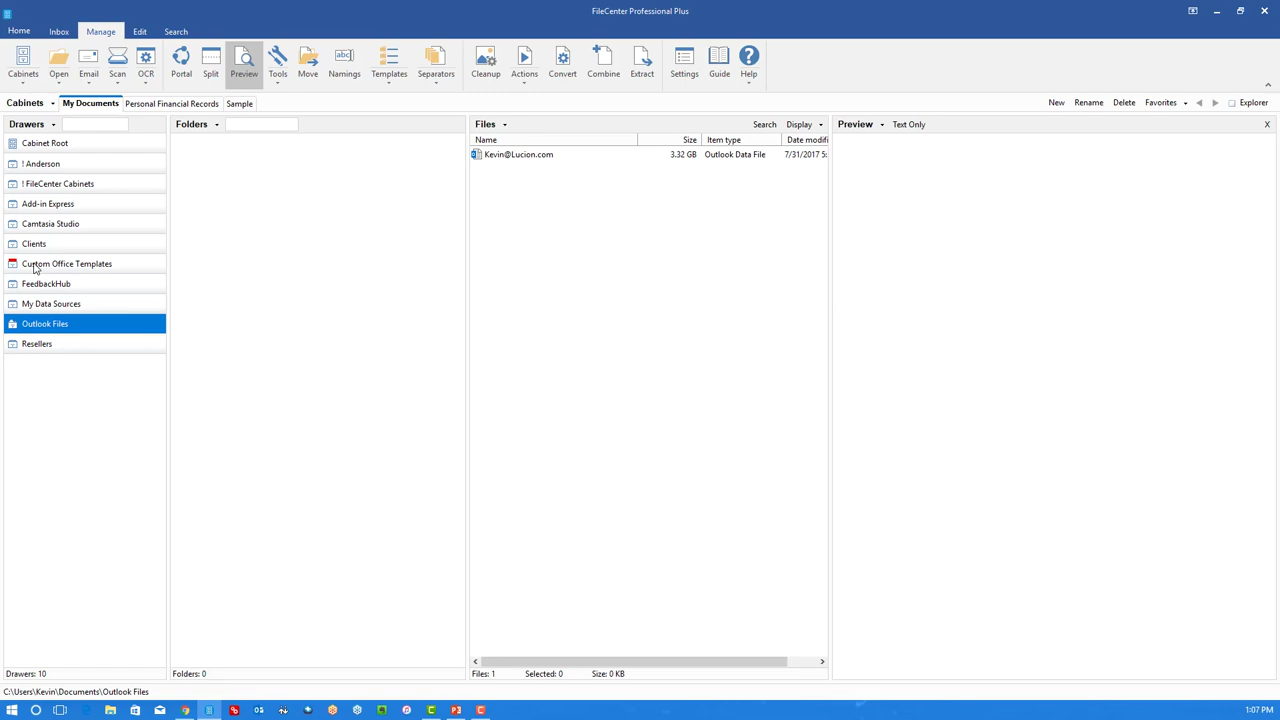 FileCenter Professional Plus
Home Inbox Manage Edit Search
Cabinets Open Email Scan OCR Portal Split Preview Tools Move Namings Templates Separators Cleanup Actions Convert Combine Extract Settings Guide Help
Cabinets My Documents Personal Financial Records Sample New Rename Delete Favorites Explorer
Drawers Folders Files Search Display Preview Text Only X
Name Size Item type Date modifi
Cabinet Root
Kevin@Lucion.com 3.32 GB Outlook Data File 7/31/2017 5:
! Anderson
! FileCenter Cabinets
Add-in Express
Camtasia Studio
Clients
Custom Office Templates
FeedbackHub
My Data Sources
Outlook Files
Resellers
Drawers: 10 Folders: 0 Files: 1 Selected: 0 Size: 0 KB
C:\Users\Kevin\Documents\Outlook Files
1:07 PM